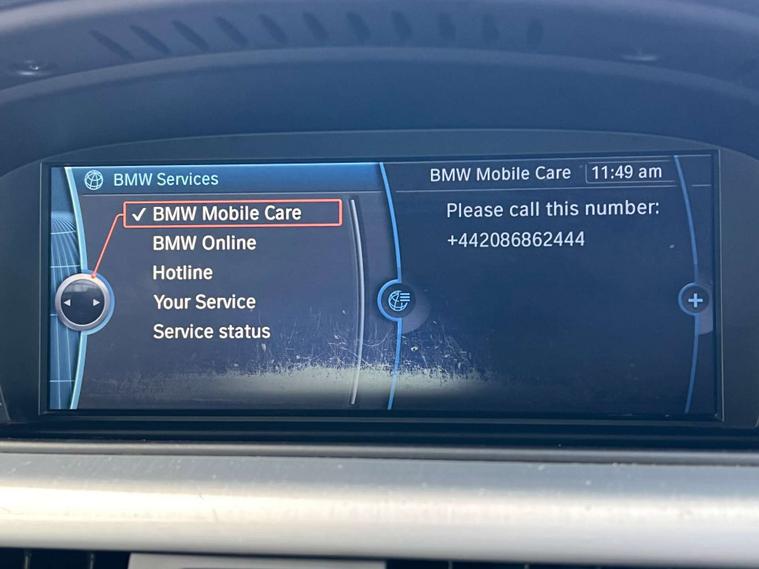 BMW Services
✓ BMW Mobile Care
BMW Online
Hotline
Your Service
Service status
BMW Mobile Care 11:49 am
Please call this number:
+442086862444